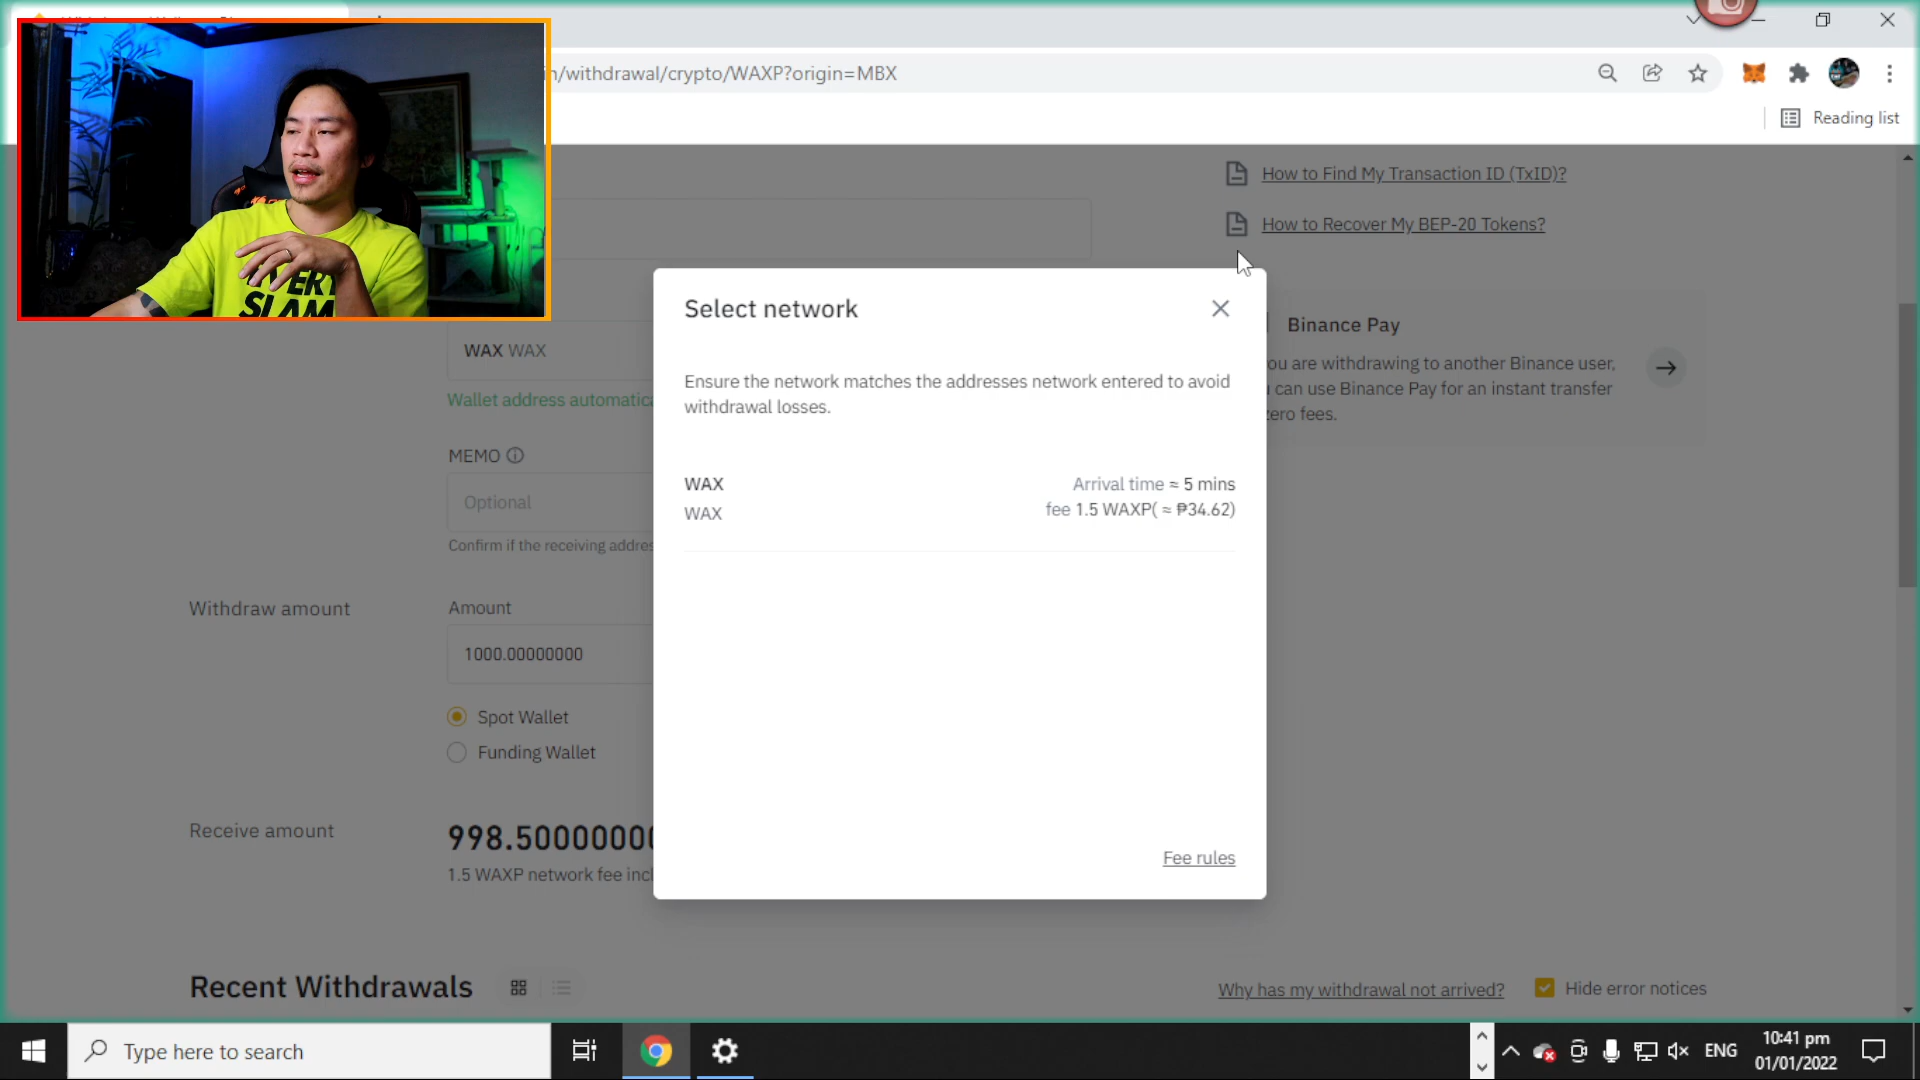 n/withdrawal/crypto/WAXP?origin=MBX
Reading list
How to Find My Transaction ID (TxID)?
How to Recover My BEP-20 Tokens?
VERY
SLAM
Select network
Ensure the network matches the addresses network entered to avoid
withdrawal losses.
WAX
WAX
Arrival time ≈ 5 mins
fee 1.5 WAXP( ≈ ₱34.62)
Fee rules
Binance Pay
ou are withdrawing to another Binance user,
can use Binance Pay for an instant transfer
zero fees.
WAX WAX
Wallet address automatica
MEMO
Optional
Confirm if the receiving addres
Withdraw amount
Amount
1000.00000000
Spot Wallet
Funding Wallet
Receive amount
998.5000000
1.5 WAXP network fee incl
Recent Withdrawals
Why has my withdrawal not arrived?
Hide error notices
Type here to search
ENG
10:41 pm
01/01/2022